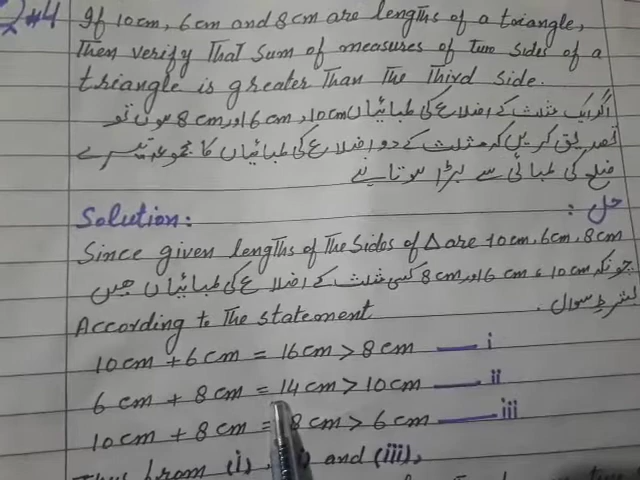 Q#4 If 10cm, 6cm and 8cm are lengths of a triangle,
Then verify That sum of measures of two sides of a
triangle is greater Than The Third side.
اگر ایک مثلث کے اضلاع کی لمبائیاں 10cm، 6cm اور 8cm ہوں تو
تصدیق کریں کہ مثلث کے دو اضلاع کی لمبائیاں کا مجموعہ تیسرے
ضلع کی لمبائی سے بڑا ہوتا ہے
Solution: حل:
Since given lengths of The Sides of Δ are 10cm, 6cm, 8cm
چونکہ 10cm، 6cm اور 8cm کسی مثلث کے اضلاع کی لمبائیاں ہیں
According to The statement بشرط سوال.
10cm + 6cm = 16cm > 8cm — i
6cm + 8cm = 14cm > 10cm — ii
10cm + 8cm = 8cm > 6cm — iii
Thus from (i), ) and (iii),